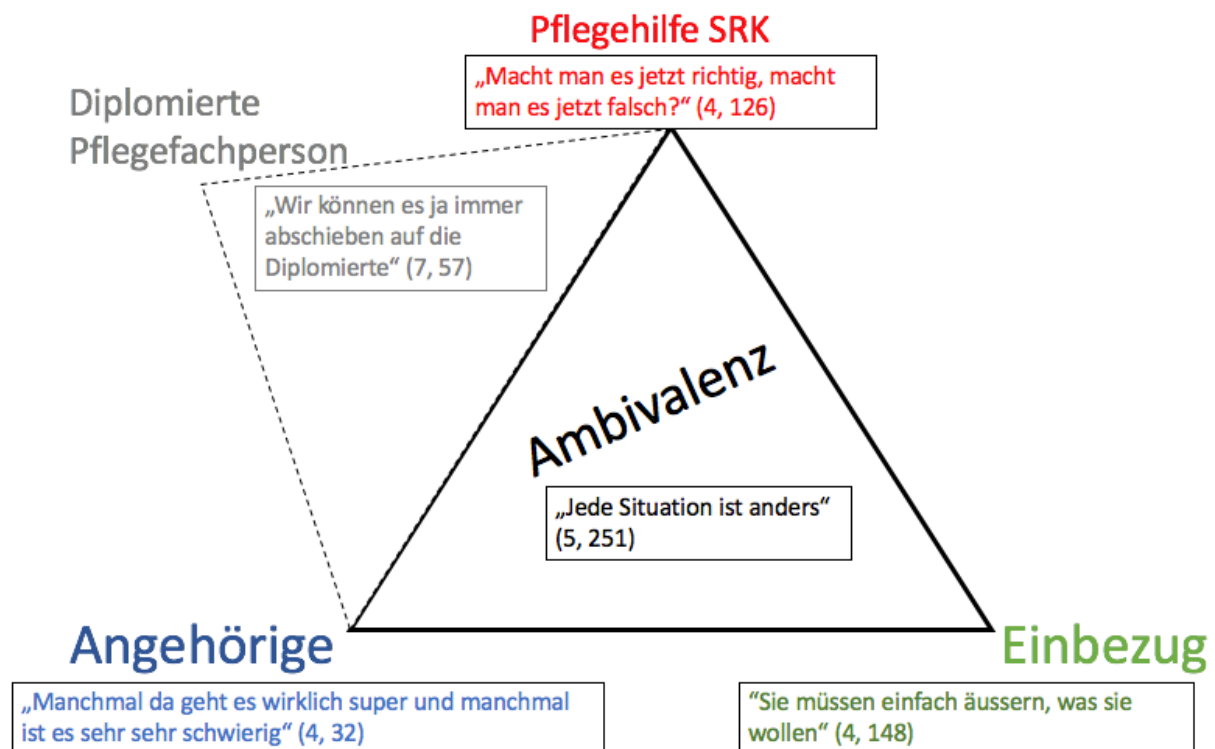 Pflegehilfe SRK
„Macht man es jetzt richtig, macht
man es jetzt falsch?“ (4, 126)
Diplomierte
Pflegefachperson
„Wir können es ja immer
abschieben auf die
Diplomierte“ (7, 57)
Ambivalenz
„Jede Situation ist anders“
(5, 251)
Angehörige
„Manchmal da geht es wirklich super und manchmal
ist es sehr sehr schwierig“ (4, 32)
Einbezug
“Sie müssen einfach äussern, was sie
wollen“ (4, 148)